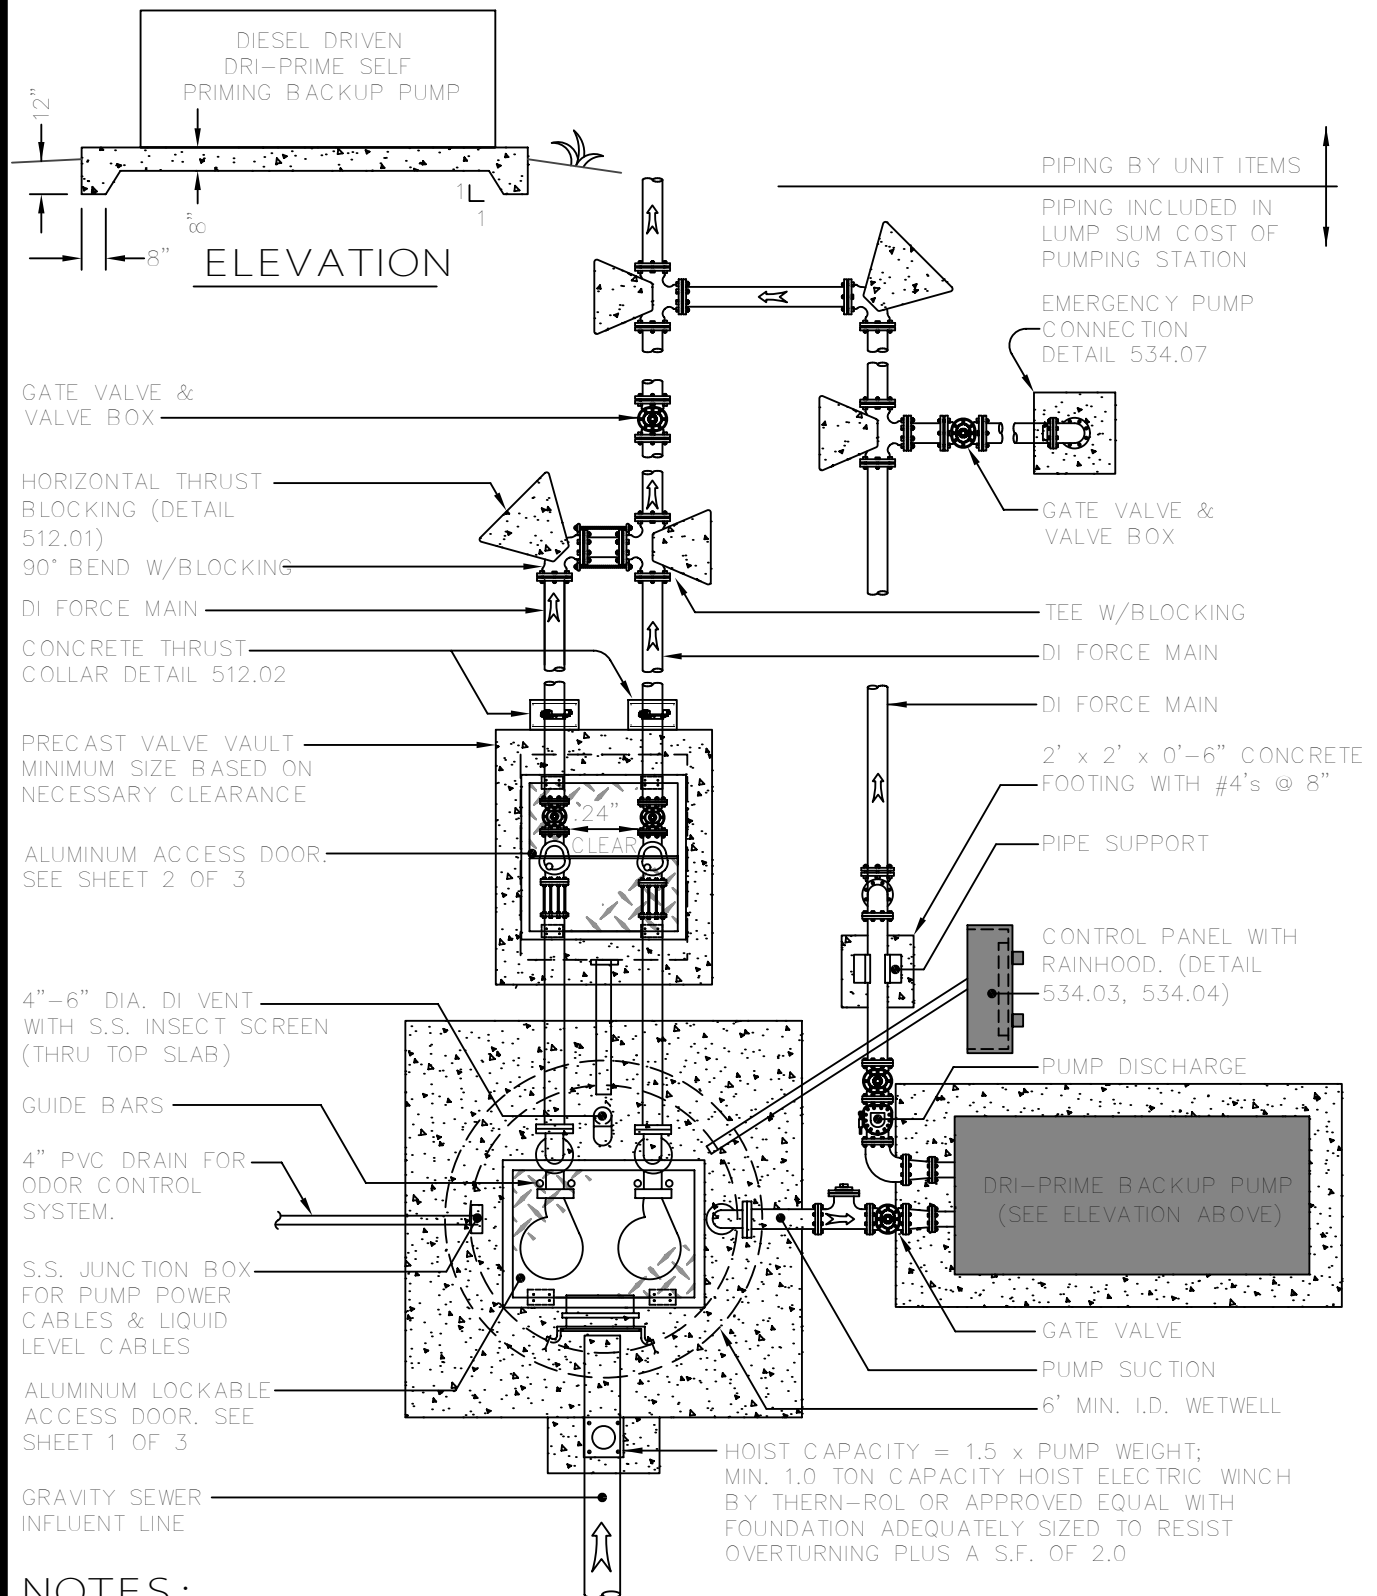 DIESEL DRIVEN
DRI-PRIME SELF
PRIMING BACKUP PUMP
12"
8"
1
1
8"
ELEVATION
PIPING BY UNIT ITEMS
PIPING INCLUDED IN
LUMP SUM COST OF
PUMPING STATION
EMERGENCY PUMP
CONNECTION
DETAIL 534.07
GATE VALVE &
VALVE BOX
HORIZONTAL THRUST
BLOCKING (DETAIL
512.01)
90° BEND W/BLOCKING
DI FORCE MAIN
CONCRETE THRUST
COLLAR DETAIL 512.02
PRECAST VALVE VAULT
MINIMUM SIZE BASED ON
NECESSARY CLEARANCE
ALUMINUM ACCESS DOOR.
SEE SHEET 2 OF 3
24"
CLEAR
GATE VALVE &
VALVE BOX
TEE W/BLOCKING
DI FORCE MAIN
DI FORCE MAIN
2' x 2' x 0'-6" CONCRETE
FOOTING WITH #4's @ 8"
PIPE SUPPORT
CONTROL PANEL WITH
RAINHOOD. (DETAIL
534.03, 534.04)
PUMP DISCHARGE
4"-6" DIA. DI VENT
WITH S.S. INSECT SCREEN
(THRU TOP SLAB)
GUIDE BARS
4" PVC DRAIN FOR
ODOR CONTROL
SYSTEM.
S.S. JUNCTION BOX
FOR PUMP POWER
CABLES & LIQUID
LEVEL CABLES
ALUMINUM LOCKABLE
ACCESS DOOR. SEE
SHEET 1 OF 3
GRAVITY SEWER
INFLUENT LINE
DRI-PRIME BACKUP PUMP
(SEE ELEVATION ABOVE)
GATE VALVE
PUMP SUCTION
6' MIN. I.D. WETWELL
HOIST CAPACITY = 1.5 x PUMP WEIGHT;
MIN. 1.0 TON CAPACITY HOIST ELECTRIC WINCH
BY THERN-ROL OR APPROVED EQUAL WITH
FOUNDATION ADEQUATELY SIZED TO RESIST
OVERTURNING PLUS A S.F. OF 2.0
NOTES: